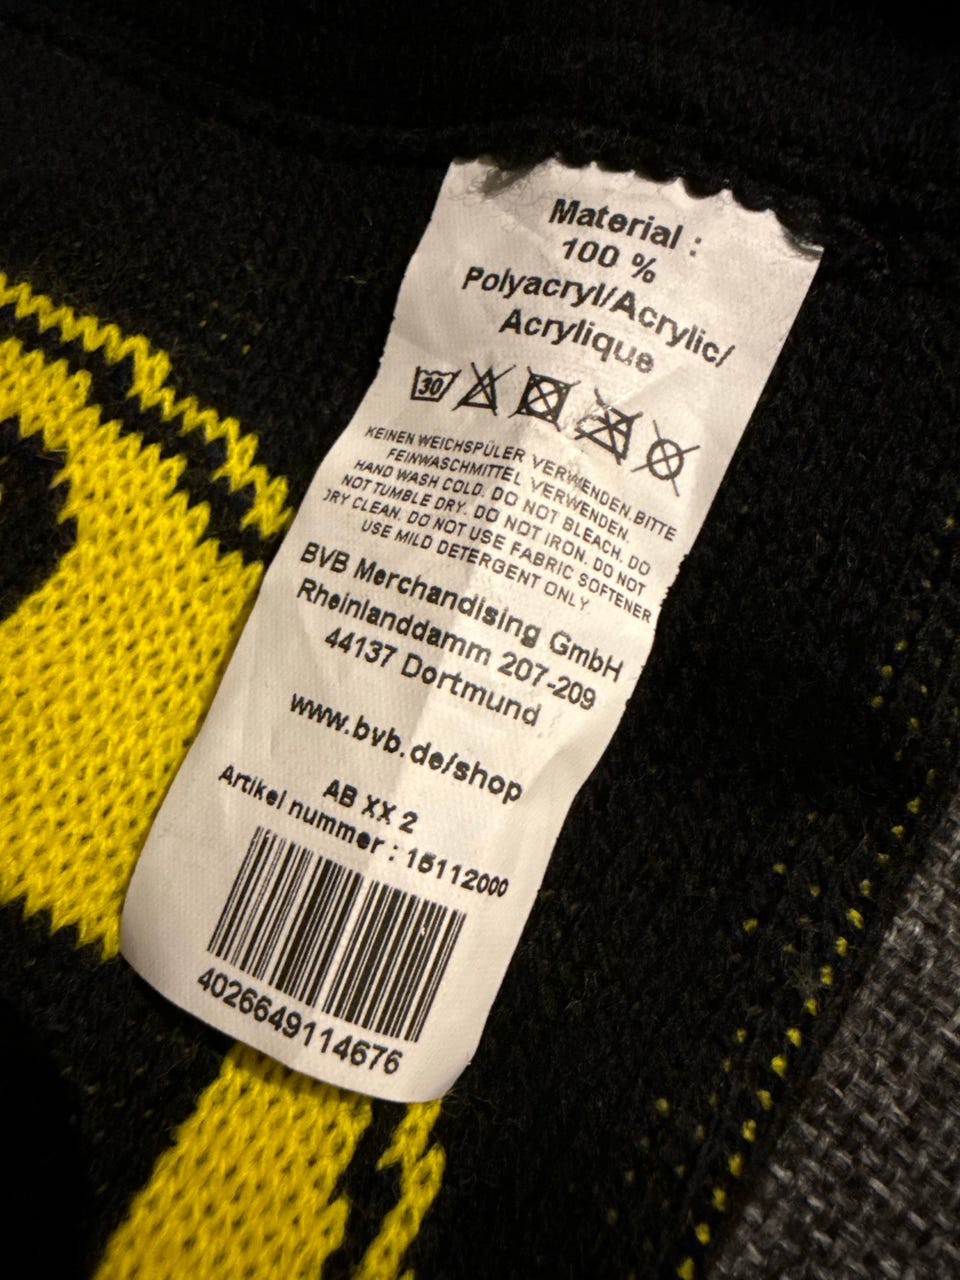 Material :
100 %
Polyacryl/Acrylic/
Acrylique
30
KEINEN WEICHSPÜLER VERWENDEN.BITTE
FEINWASCHMITTEL VERWENDEN.
HAND WASH COLD. DO NOT BLEACH. DO
NOT TUMBLE DRY. DO NOT IRON. DO NOT
DRY CLEAN. DO NOT USE FABRIC SOFTENER
USE MILD DETERGENT ONLY
BVB Merchandising GmbH
Rheinlanddamm 207-209
44137 Dortmund
www.bvb.de/shop
AB XX 2
Artikel nummer : 15112000
4026649114676